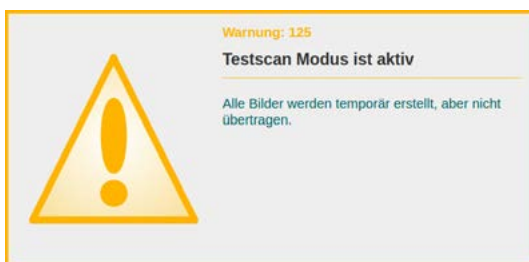 Warnung: 125
Testscan Modus ist aktiv
Alle Bilder werden temporär erstellt, aber nicht
übertragen.